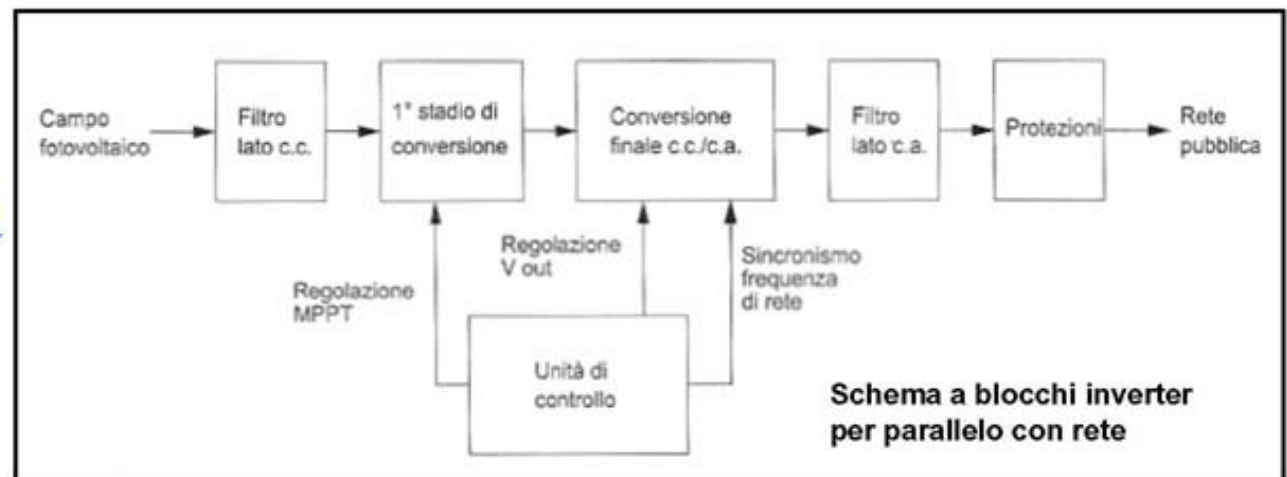 Campo
fotovoltaico
Filtro
lato c.c.
1° stadio di
conversione
Conversione
finale c.c./c.a.
Filtro
lato c.a.
Protezioni
Rete
pubblica
Regolazione
MPPT
Regolazione
V out
Sincronismo
frequenza
di rete
Unità di
controllo
Schema a blocchi inverter
per parallelo con rete